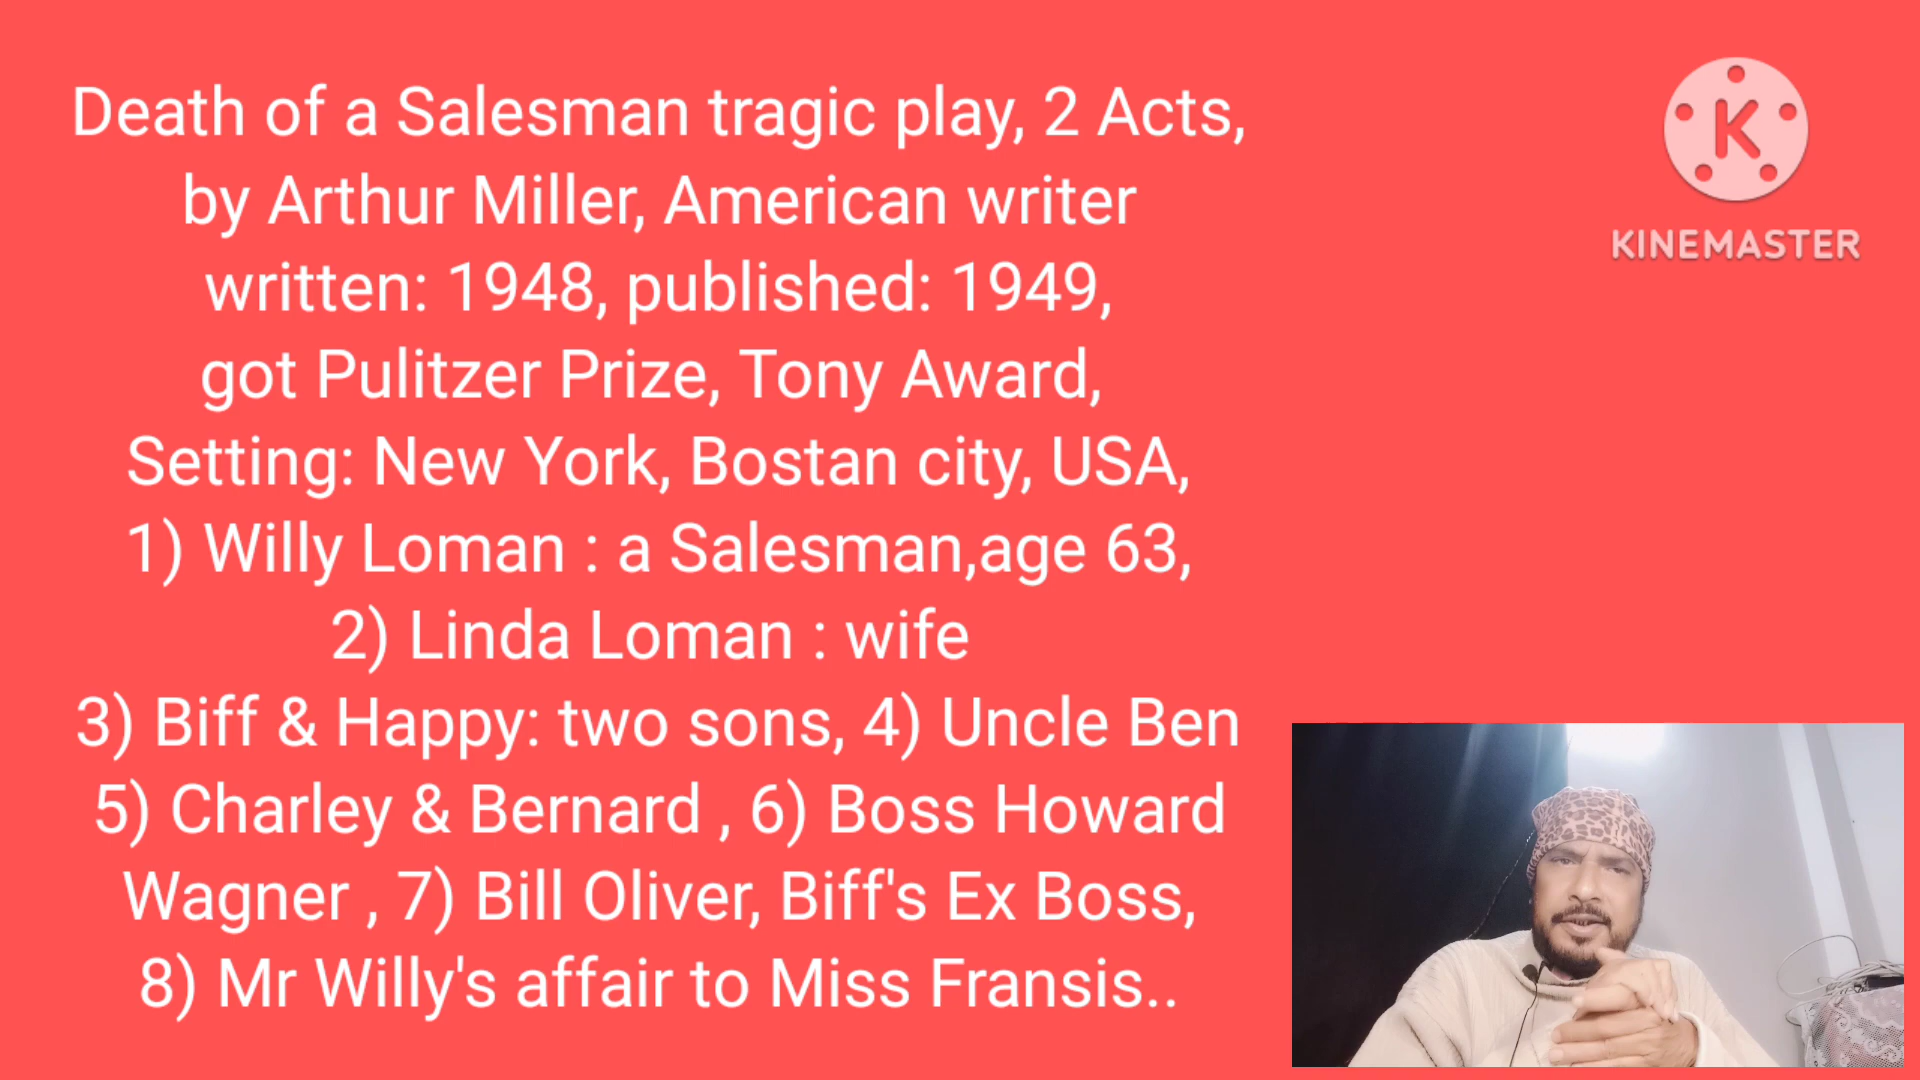 Death of a Salesman tragic play, 2 Acts,
by Arthur Miller, American writer
written: 1948, published: 1949,
got Pulitzer Prize, Tony Award,
Setting: New York, Bostan city, USA,
1) Willy Loman : a Salesman,age 63,
2) Linda Loman : wife
3) Biff & Happy: two sons, 4) Uncle Ben
5) Charley & Bernard , 6) Boss Howard
Wagner , 7) Bill Oliver, Biff's Ex Boss,
8) Mr Willy's affair to Miss Fransis..
K
KINEMASTER